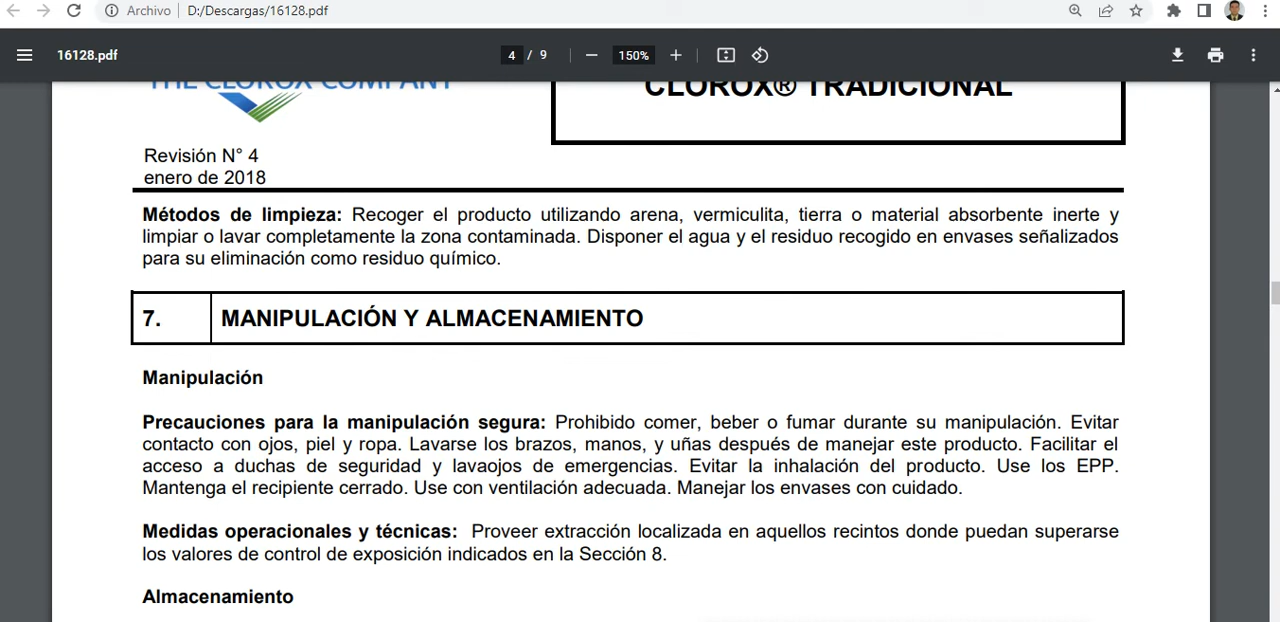 Archivo D:/Descargas/16128.pdf
16128.pdf 4 / 9 150%
THE CLOROX COMPANY
CLOROX® TRADICIONAL
Revisión N° 4
enero de 2018
Métodos de limpieza: Recoger el producto utilizando arena, vermiculita, tierra o material absorbente inerte y
limpiar o lavar completamente la zona contaminada. Disponer el agua y el residuo recogido en envases señalizados
para su eliminación como residuo químico.
7. MANIPULACIÓN Y ALMACENAMIENTO
Manipulación
Precauciones para la manipulación segura: Prohibido comer, beber o fumar durante su manipulación. Evitar
contacto con ojos, piel y ropa. Lavarse los brazos, manos, y uñas después de manejar este producto. Facilitar el
acceso a duchas de seguridad y lavaojos de emergencias. Evitar la inhalación del producto. Use los EPP.
Mantenga el recipiente cerrado. Use con ventilación adecuada. Manejar los envases con cuidado.
Medidas operacionales y técnicas: Proveer extracción localizada en aquellos recintos donde puedan superarse
los valores de control de exposición indicados en la Sección 8.
Almacenamiento